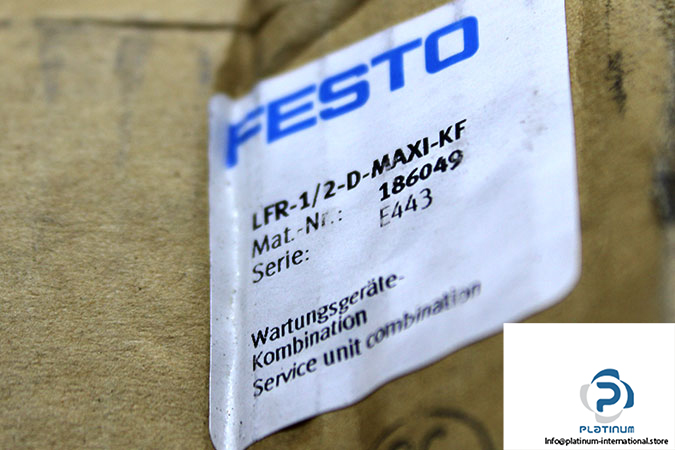 FESTO
LFR-1/2-D-MAXI-KF
Mat.-Nr.: 186049
Serie: E443
Wartungsgeräte-
Kombination
Service unit combination
PLATINUM
Info@platinum-international.store